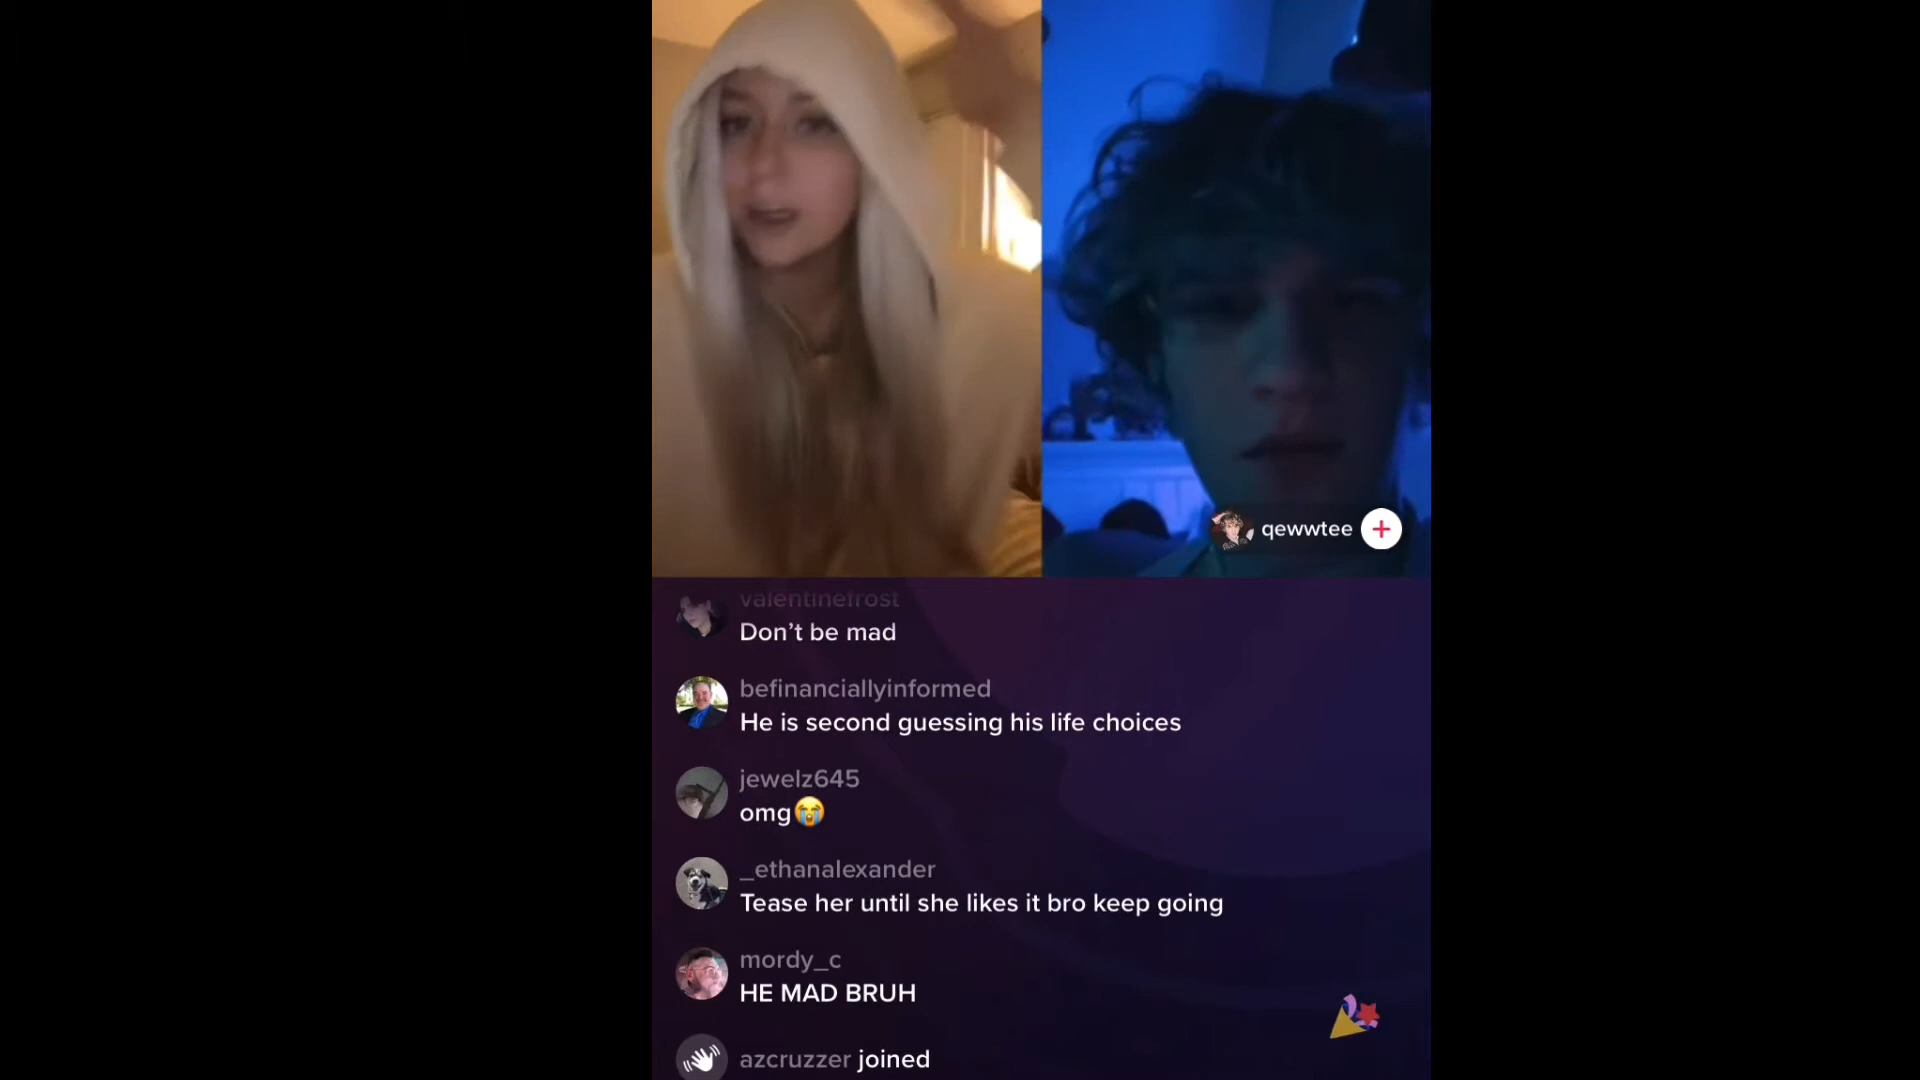 qewwtee
valentinefrost
Don’t be mad
befinanciallyinformed
He is second guessing his life choices
jewelz645
omg😭
_ethanalexander
Tease her until she likes it bro keep going
mordy_c
HE MAD BRUH
azcruzzer joined